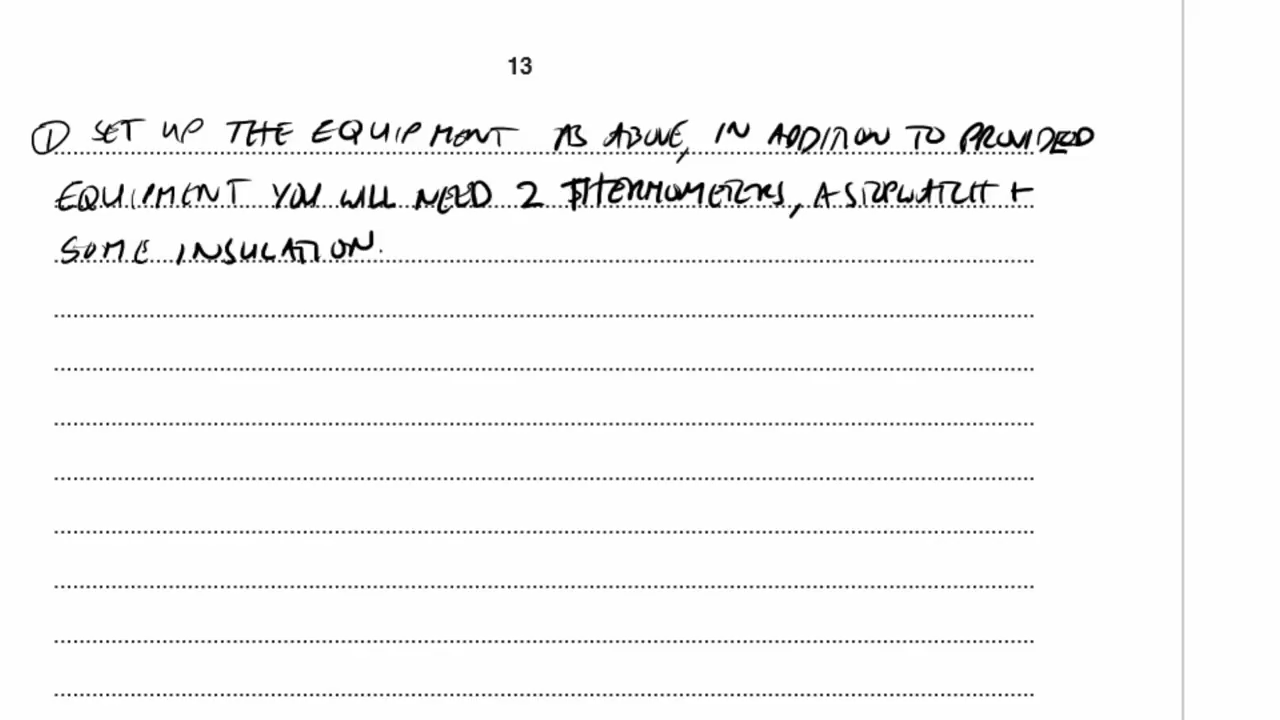 13
① SET UP THE EQUIPMENT AS ABOVE, IN ADDITION TO PROVIDED
EQUIPMENT YOU WILL NEED 2 THERMOMETERS, A STOPWATCH +
SOME INSULATION.